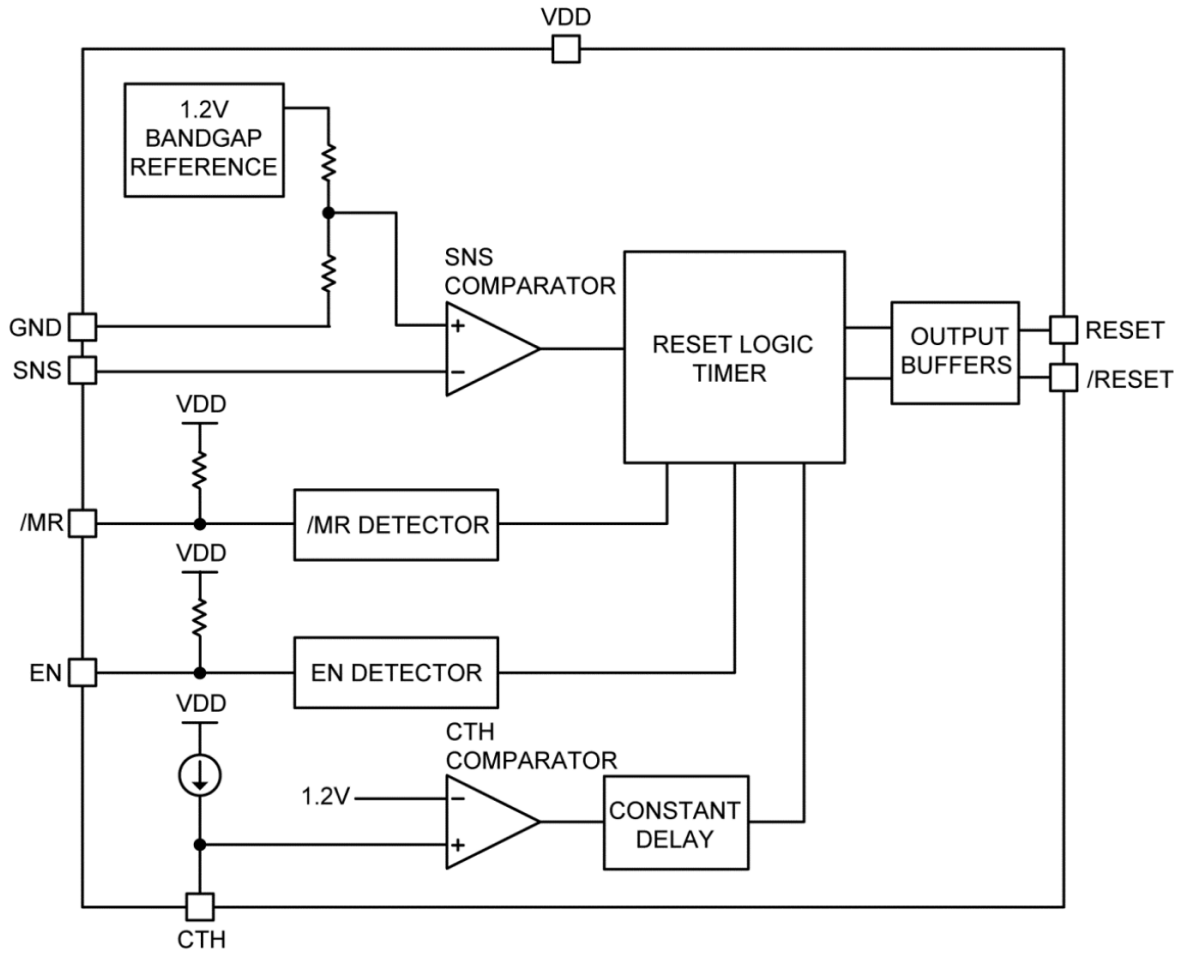 VDD
1.2V
BANDGAP
REFERENCE
SNS
COMPARATOR
+
−
GND
SNS
RESET LOGIC
TIMER
OUTPUT
BUFFERS
RESET
/RESET
VDD
/MR
/MR DETECTOR
VDD
EN
EN DETECTOR
VDD
CTH
COMPARATOR
1.2V
−
+
CONSTANT
DELAY
CTH